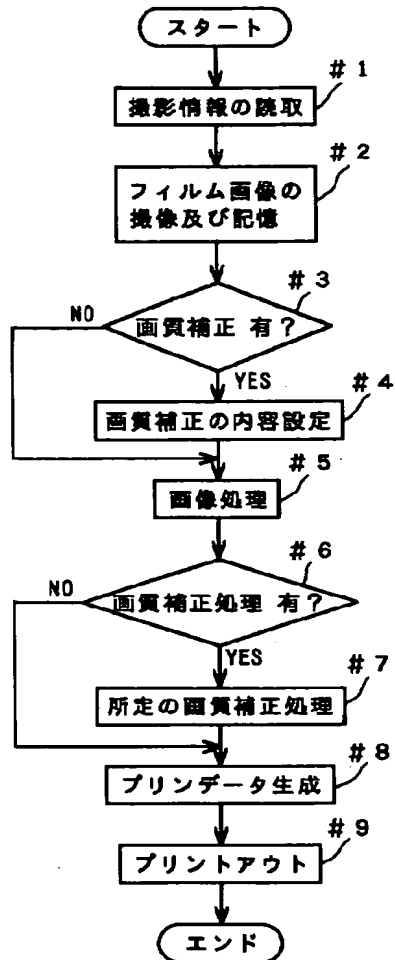 スタート
#1
撮影情報の読取
#2
フィルム画像の
撮像及び記憶
#3
NO
画質補正 有?
YES
#4
画質補正の内容設定
#5
画像処理
#6
NO
画質補正処理 有?
YES
#7
所定の画質補正処理
#8
プリンデータ生成
#9
プリントアウト
エンド